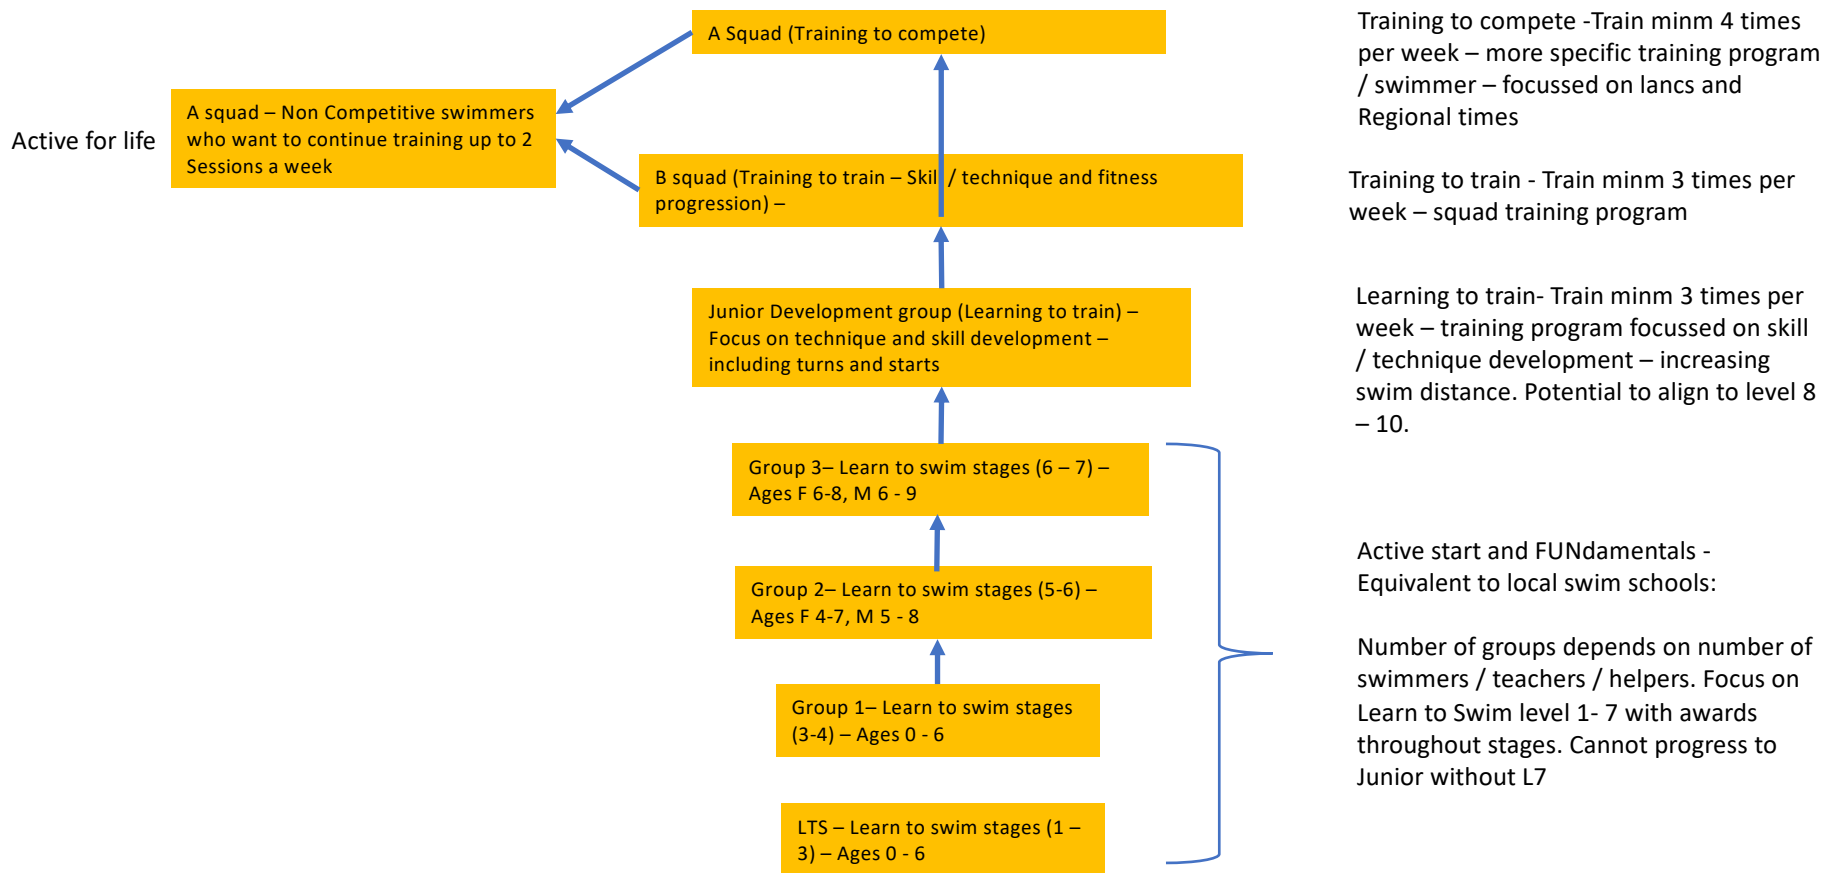 A Squad (Training to compete)
Training to compete -Train minm 4 times
per week – more specific training program
/ swimmer – focussed on lancs and
Regional times
Active for life
A squad – Non Competitive swimmers
who want to continue training up to 2
Sessions a week
B squad (Training to train – Skill / technique and fitness
progression) –
Training to train - Train minm 3 times per
week – squad training program
Junior Development group (Learning to train) –
Focus on technique and skill development –
including turns and starts
Learning to train- Train minm 3 times per
week – training program focussed on skill
/ technique development – increasing
swim distance. Potential to align to level 8
– 10.
Group 3– Learn to swim stages (6 – 7) –
Ages F 6-8, M 6 - 9
Group 2– Learn to swim stages (5-6) –
Ages F 4-7, M 5 - 8
Group 1– Learn to swim stages
(3-4) – Ages 0 - 6
LTS – Learn to swim stages (1 –
3) – Ages 0 - 6
Active start and FUNdamentals -
Equivalent to local swim schools:
Number of groups depends on number of
swimmers / teachers / helpers. Focus on
Learn to Swim level 1- 7 with awards
throughout stages. Cannot progress to
Junior without L7